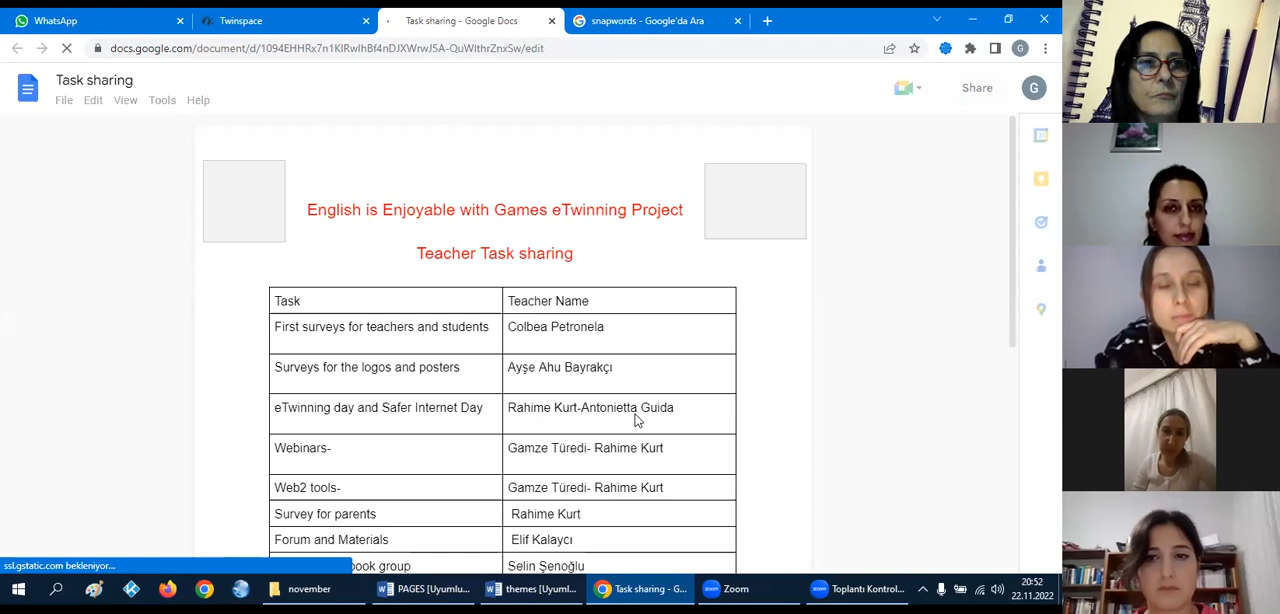 WhatsApp
Twinspace
Task sharing - Google Docs
snapwords - Google'da Ara
docs.google.com/document/d/1094EHHRx7n1KlRwlhBf4nDJXWrwJ5A-QuWlthrZnxSw/edit
Task sharing
File Edit View Tools Help
Share
G
English is Enjoyable with Games eTwinning Project
Teacher Task sharing
Task Teacher Name
First surveys for teachers and students Colbea Petronela
Surveys for the logos and posters Ayşe Ahu Bayrakçı
eTwinning day and Safer Internet Day Rahime Kurt-Antonietta Guida
Webinars- Gamze Türedi- Rahime Kurt
Web2 tools- Gamze Türedi- Rahime Kurt
Survey for parents Rahime Kurt
Forum and Materials Elif Kalaycı
book group Selin Şenoğlu
ssl.gstatic.com bekleniyor...
november
PAGES [Uyumlu...
themes [Uyumlu...
Task sharing - G...
Zoom
Toplantı Kontrol...
20:52
22.11.2022